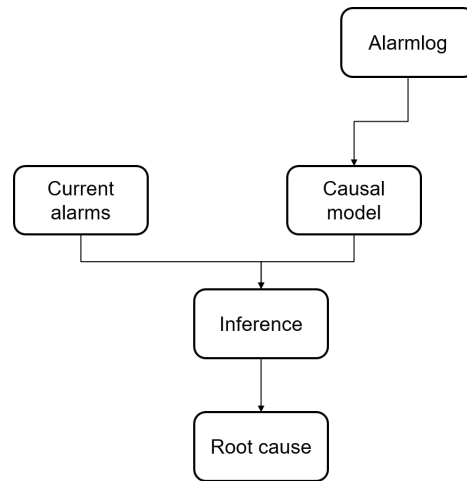 Alarmlog
Current
alarms
Causal
model
Inference
Root cause